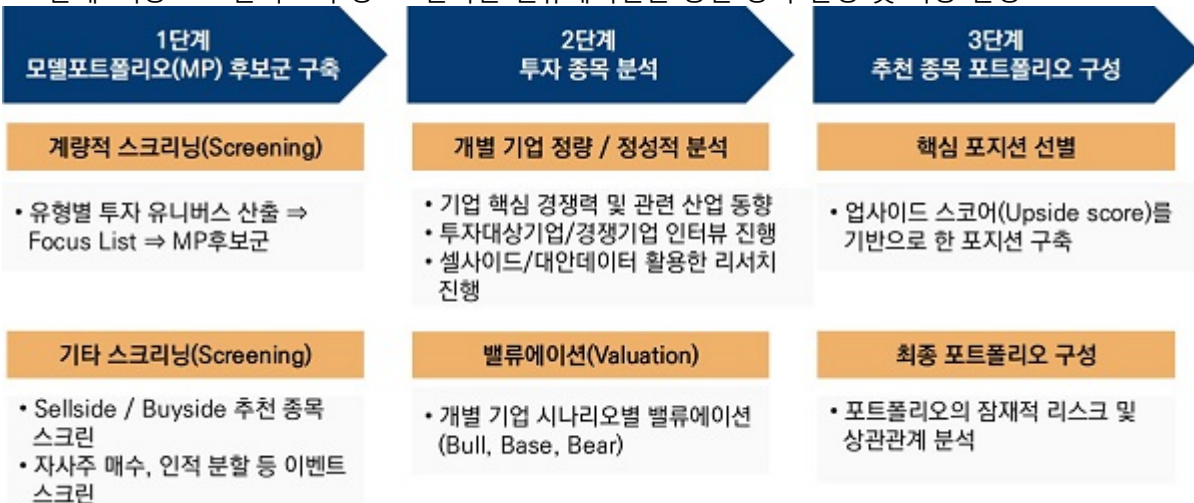 1단계
모델포트폴리오(MP) 후보군 구축
계량적 스크리닝(Screening)
• 유형별 투자 유니버스 산출 ⇒
Focus List ⇒ MP후보군
기타 스크리닝(Screening)
• Sellside / Buyside 추천 종목
스크린
• 자사주 매수, 인적 분할 등 이벤트
스크린
2단계
투자 종목 분석
개별 기업 정량 / 정성적 분석
• 기업 핵심 경쟁력 및 관련 산업 동향
• 투자대상기업/경쟁기업 인터뷰 진행
• 셀사이드/대안데이터 활용한 리서치
진행
밸류에이션(Valuation)
• 개별 기업 시나리오별 밸류에이션
(Bull, Base, Bear)
3단계
추천 종목 포트폴리오 구성
핵심 포지션 선별
• 업사이드 스코어(Upside score)를
기반으로 한 포지션 구축
최종 포트폴리오 구성
• 포트폴리오의 잠재적 리스크 및
상관관계 분석